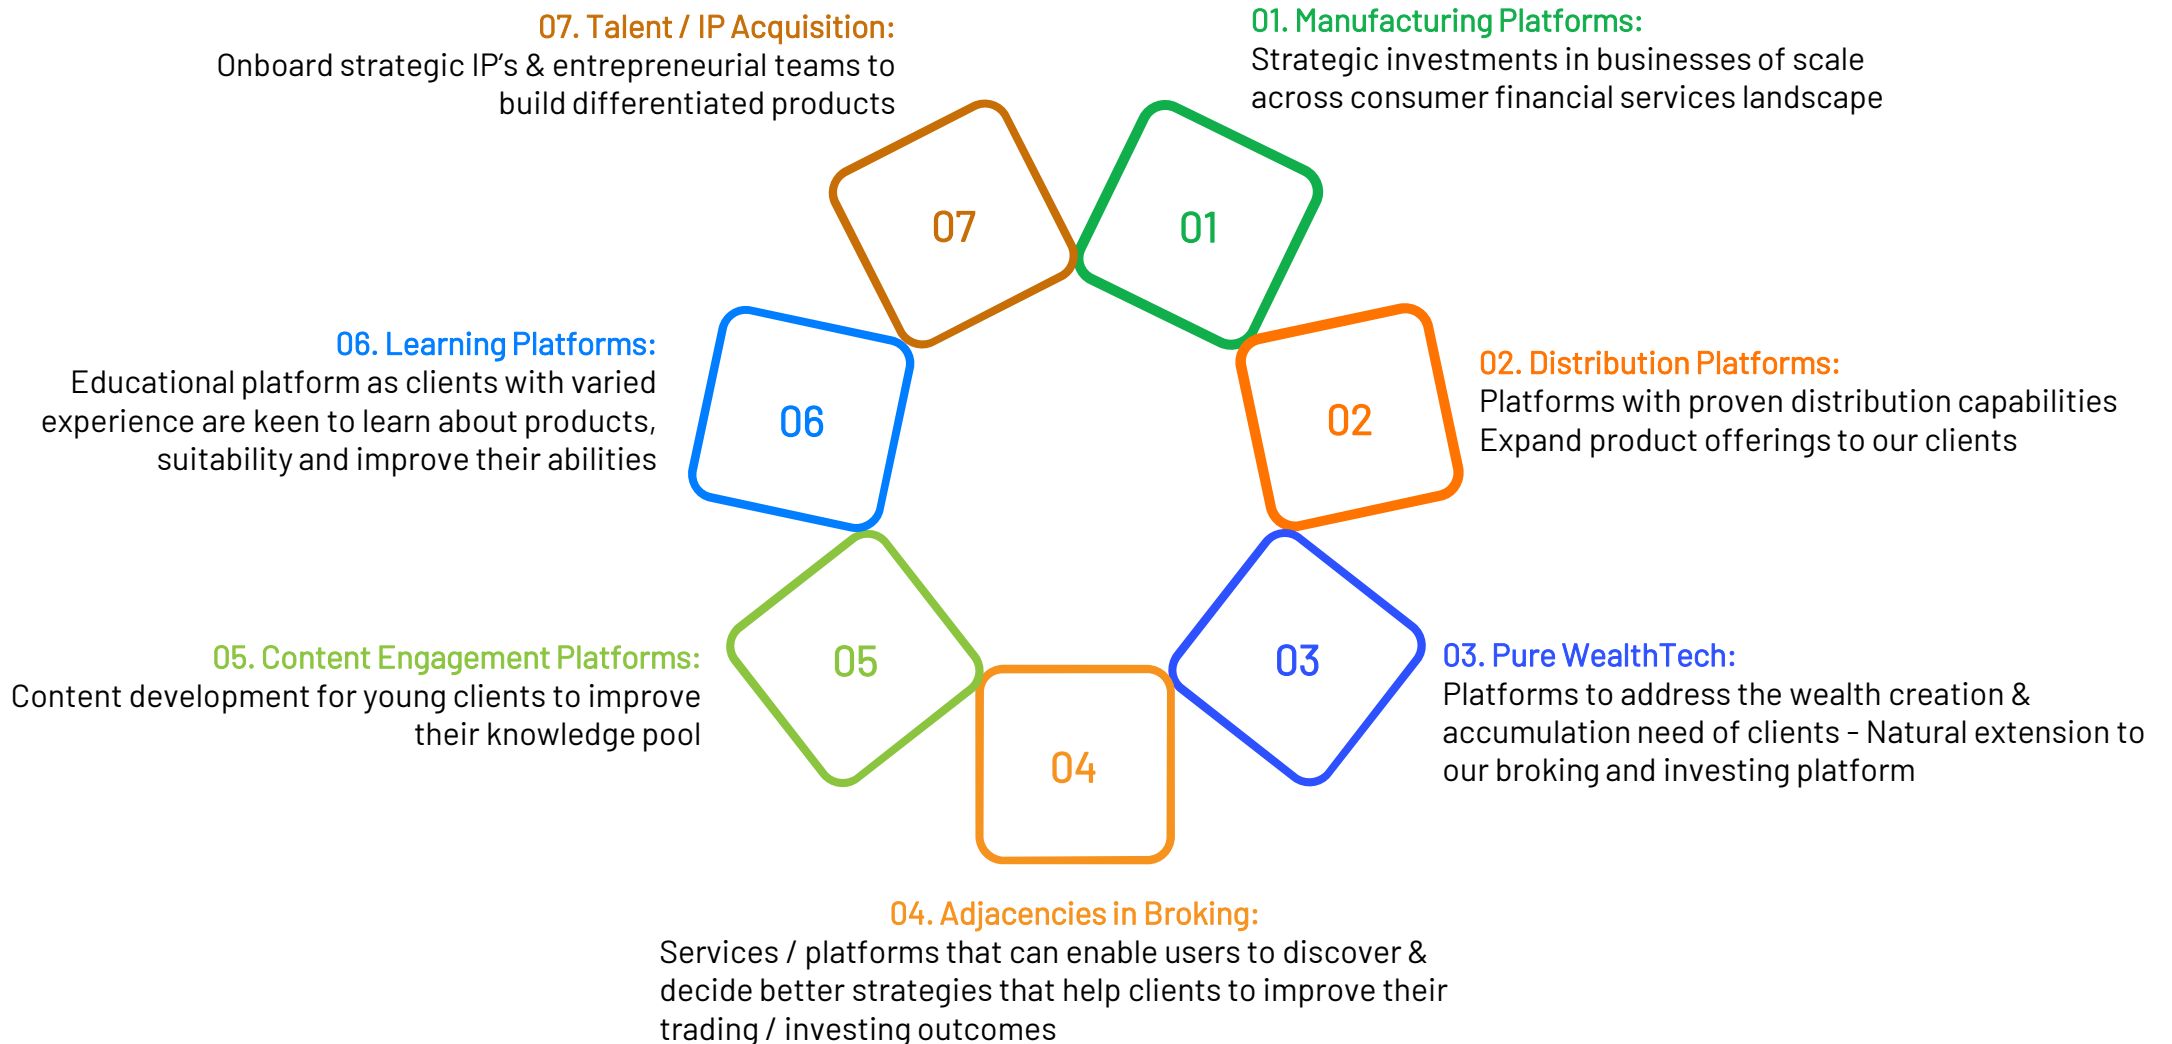 01. Manufacturing Platforms:
Strategic investments in businesses of scale
across consumer financial services landscape
01
02. Distribution Platforms:
Platforms with proven distribution capabilities
Expand product offerings to our clients
02
03. Pure WealthTech:
Platforms to address the wealth creation &
accumulation need of clients - Natural extension to
our broking and investing platform
03
04
04. Adjacencies in Broking:
Services / platforms that can enable users to discover &
decide better strategies that help clients to improve their
trading / investing outcomes
05. Content Engagement Platforms:
Content development for young clients to improve
their knowledge pool
05
06. Learning Platforms:
Educational platform as clients with varied
experience are keen to learn about products,
suitability and improve their abilities
06
07. Talent / IP Acquisition:
Onboard strategic IP’s & entrepreneurial teams to
build differentiated products
07